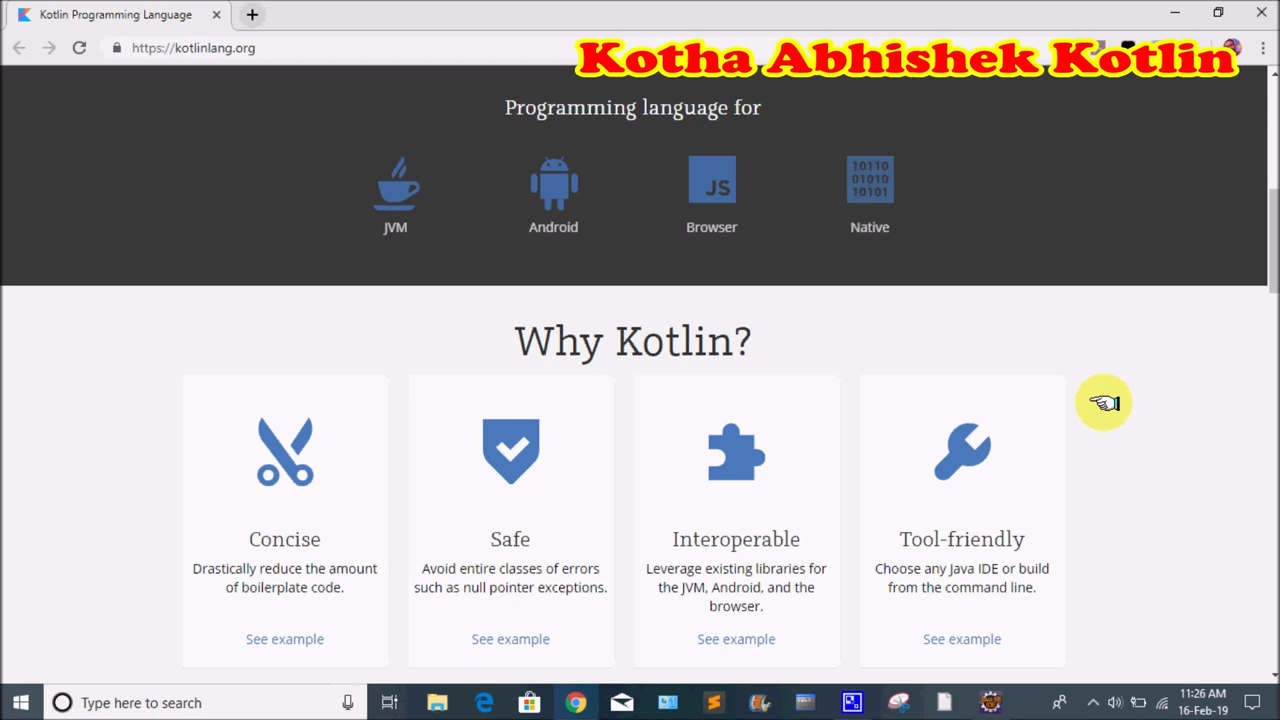 Kotlin Programming Language
https://kotlinlang.org
Kotha Abhishek Kotlin
Programming language for
JS
10110
01010
10101
JVM
Android
Browser
Native
Why Kotlin?
Concise
Drastically reduce the amount
of boilerplate code.
See example
Safe
Avoid entire classes of errors
such as null pointer exceptions.
See example
Interoperable
Leverage existing libraries for
the JVM, Android, and the
browser.
See example
Tool-friendly
Choose any Java IDE or build
from the command line.
See example
Type here to search
11:26 AM
16-Feb-19